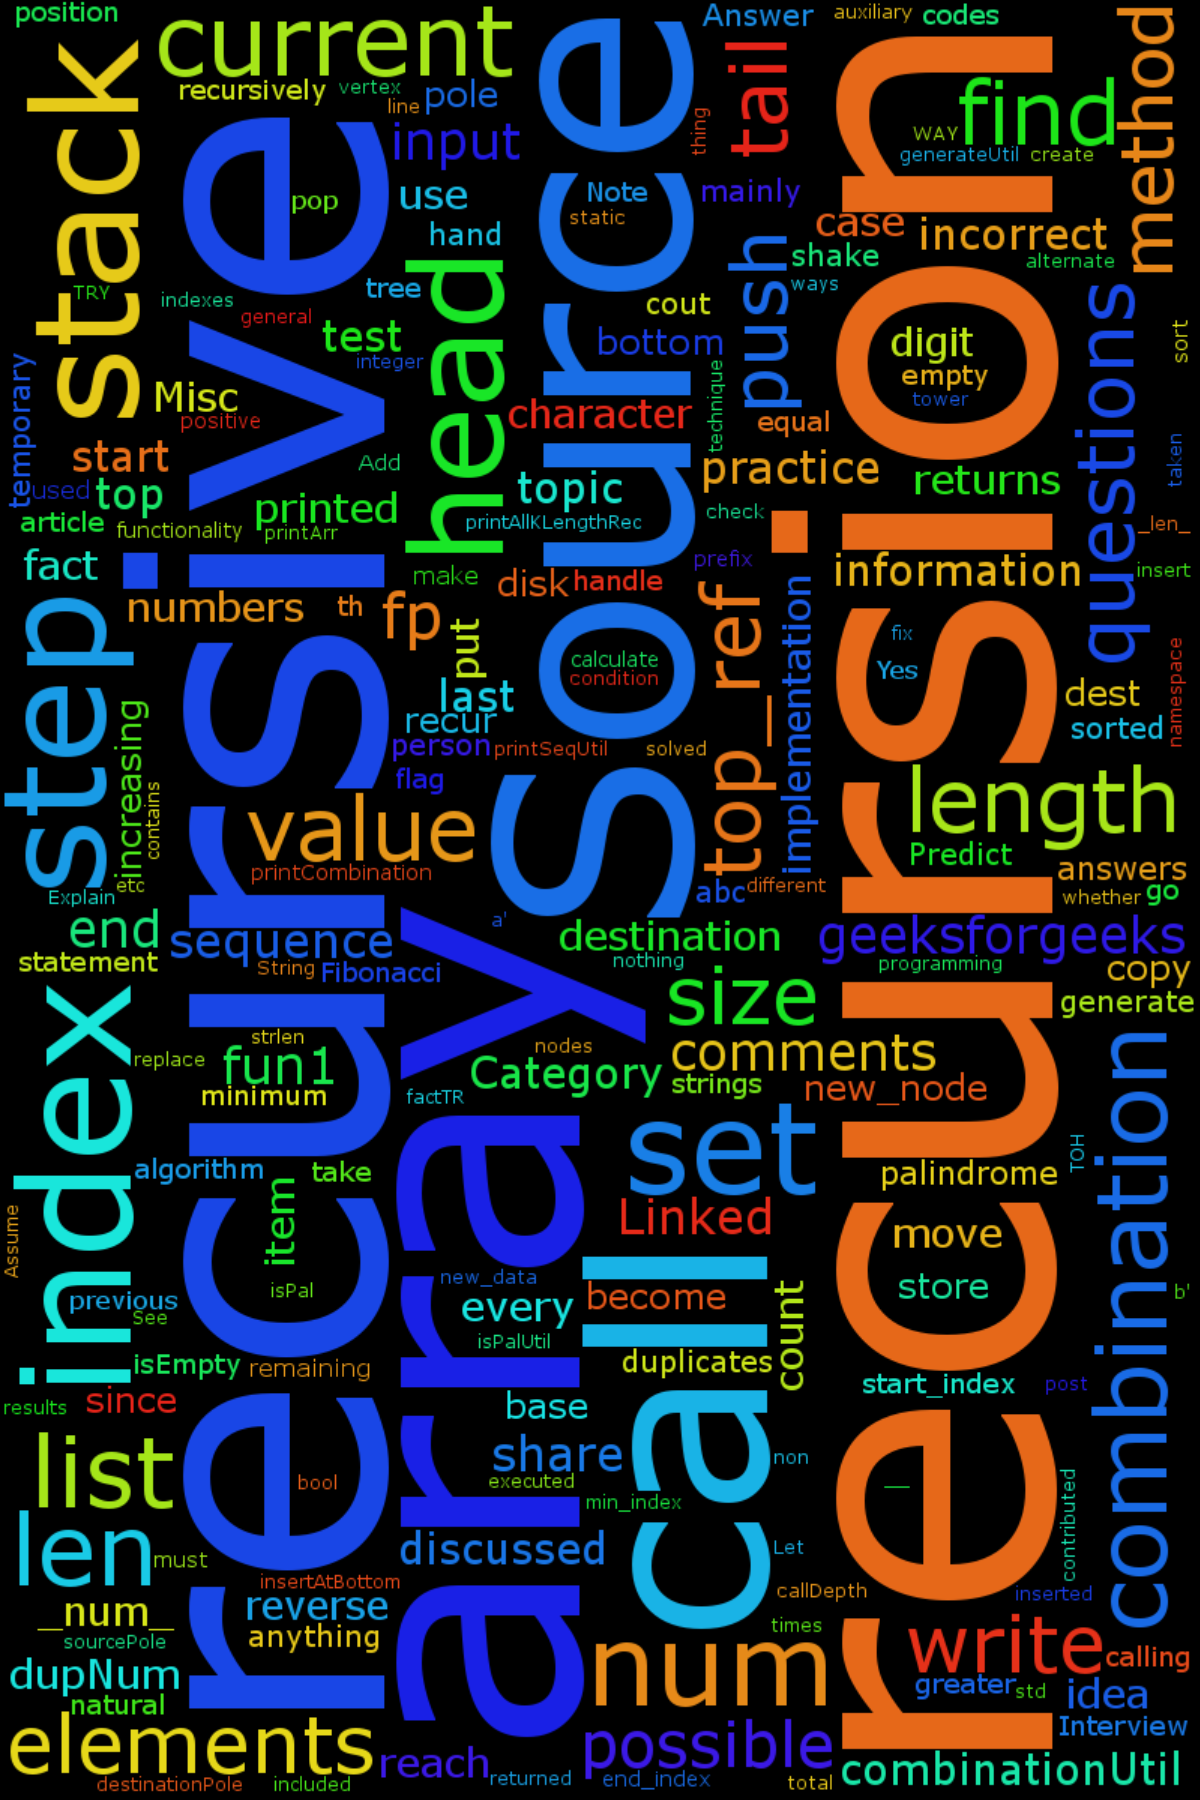 position
current
Answer
auxiliary
codes
method
stack
recursively
vertex
line
pole
source
tail
recursion
find
thing
input
WAY
generateUtil
create
recursive
pop
use
Note
static
mainly
case
incorrect
hand
push
shake
alternate
ways
TRY
indexes
tree
head
cout
general
test
integer
bottom
questions
digit
sort
empty
tower
temporary
Misc
positive
character
technique
equal
start
Add
practice
taken
used
top
topic
returns
printed
article
functionality
printArr
printAllKLengthRec
check
_len_
fact
make
disk
handle
prefix
information
insert
numbers
th
fp
put
top_ref
implementation
step
calculate
condition
fix
Yes
namespace
last
dest
recur
sorted
increasing
person
printSeqUtil
solved
flag
contains
value
length
printCombination
Predict
abc
different
answers
etc
Explain
whether
go
end
a'
sequence
destination
geeksforgeeks
statement
String
Fibonacci
nothing
programming
copy
index
array
size
generate
strlen
replace
fun1
nodes
comments
combination
minimum
factTR
Category
strings
new_node
algorithm
take
set
TOH
palindrome
item
Linked
Assume
move
isPal
new_data
store
previous
See
every
become
count
b'
isPalUtil
call
isEmpty
remaining
duplicates
start_index
post
results
since
base
list
share
non
bool
executed
min_index
contributed
len
must
discussed
Let
insertAtBottom
callDepth
inserted
__num__
reverse
anything
sourcePole
times
num
write
calling
dupNum
greater
std
idea
natural
elements
possible
Interview
reach
destinationPole
included
returned
end_index
total
combinationUtil